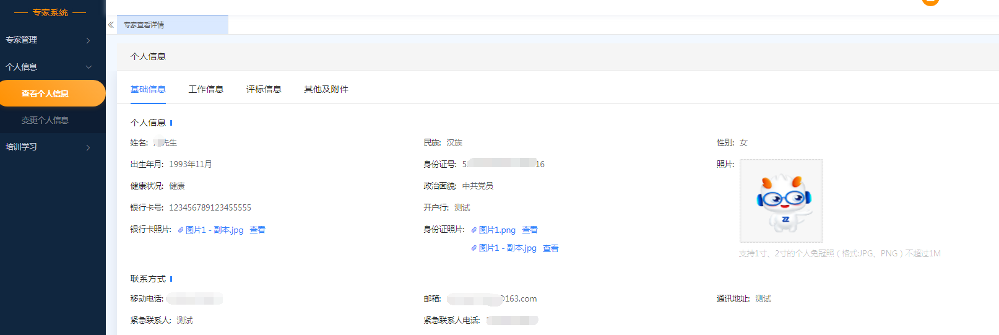 专家系统
专家管理
个人信息
查看个人信息
变更个人信息
培训学习
专家查看详情
个人信息
基础信息 工作信息 评标信息 其他及附件
个人信息
姓名: 先生 民族: 汉族 性别: 女
出生年月: 1993年11月 身份证号: 5 16 照片:
健康状况: 健康 政治面貌: 中共党员
银行卡号: 123456789123455555 开户行: 测试
银行卡照片: 图片1 - 副本.jpg 查看 身份证照片: 图片1.png 查看
图片1 - 副本.jpg 查看
ZZ
支持1寸、2寸的个人免冠照（格式:JPG、PNG）不超过1M
联系方式
移动电话: 邮箱: @163.com 通讯地址: 测试
紧急联系人: 测试 紧急联系人电话: